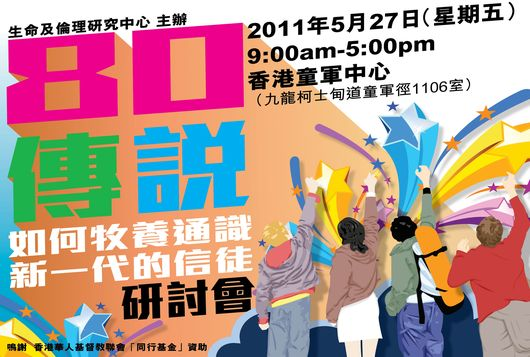 生命及倫理研究中心 主辦
2011年5月27日(星期五)
9:00am-5:00pm
香港童軍中心
(九龍柯士甸道童軍徑1106室)
80
傳説
如何牧養通識
新一代的信徒
研討會
鳴謝 香港華人基督教聯會「同行基金」資助